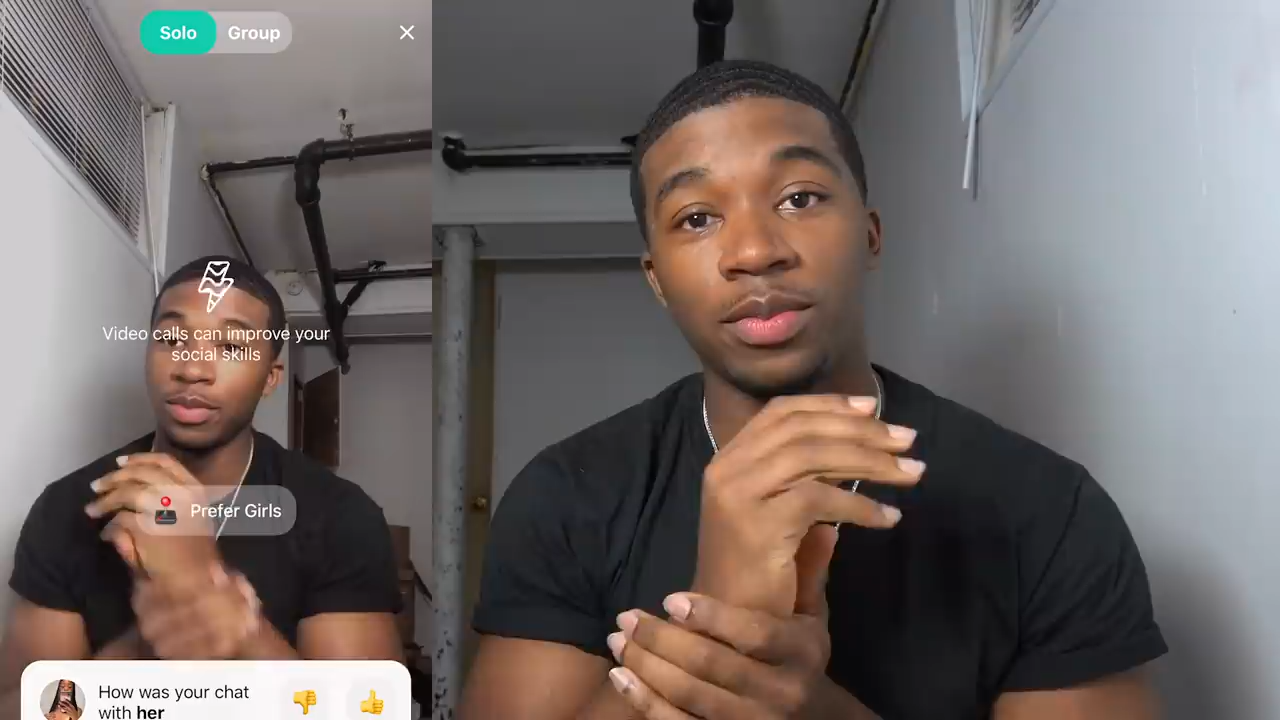 Solo
Group
Video calls can improve your
social skills
Prefer Girls
How was your chat
with her